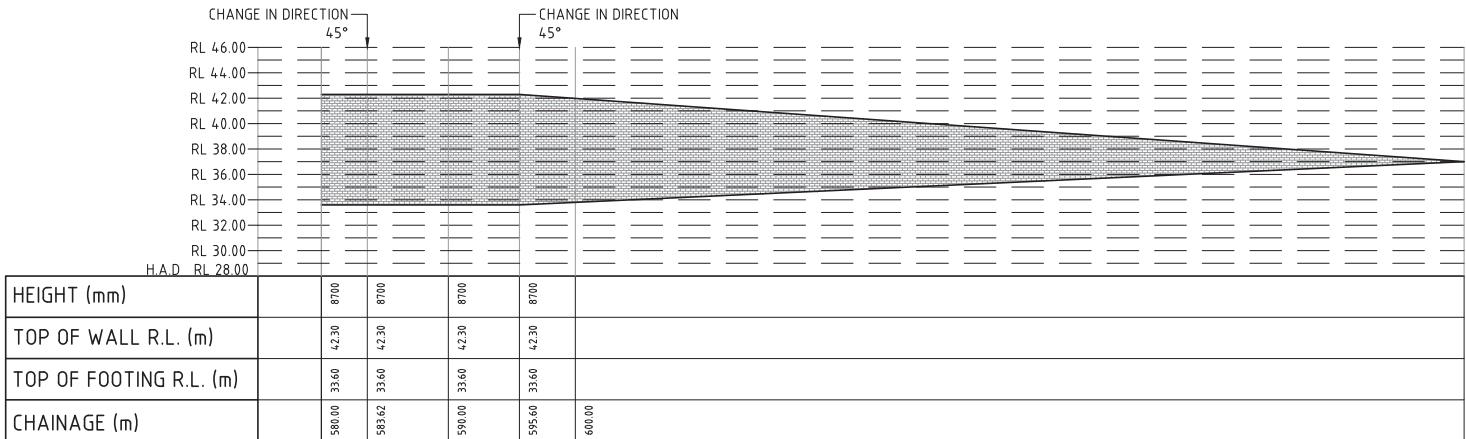 CHANGE IN DIRECTION
45°
CHANGE IN DIRECTION
45°
RL 46.00
RL 44.00
RL 42.00
RL 40.00
RL 38.00
RL 36.00
RL 34.00
RL 32.00
RL 30.00
H.A.D RL 28.00
HEIGHT (mm) 8700 8700 8700 8700
TOP OF WALL R.L. (m) 42.30 42.30 42.30 42.30
TOP OF FOOTING R.L. (m) 33.60 33.60 33.60 33.60
CHAINAGE (m) 580.00 583.62 590.00 595.60 600.00